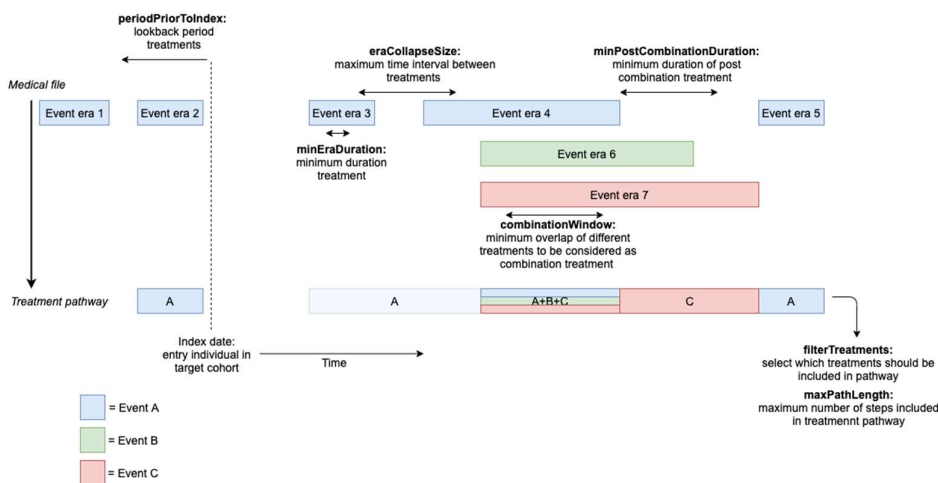 periodPriorToIndex:
lookback period
treatments
eraCollapseSize:
maximum time interval between
treatments
minPostCombinationDuration:
minimum duration of post
combination treatment
Medical file
Event era 1
Event era 2
Event era 3
Event era 4
Event era 5
minEraDuration:
minimum duration
treatment
Event era 6
Event era 7
combinationWindow:
minimum overlap of different
treatments to be considered as
combination treatment
Treatment pathway
A
A
A+B+C
C
A
Index date:
entry individual in
target cohort
Time
filterTreatments:
select which treatments should be
included in pathway
maxPathLength:
maximum number of steps included
in treatmennt pathway
= Event A
= Event B
= Event C